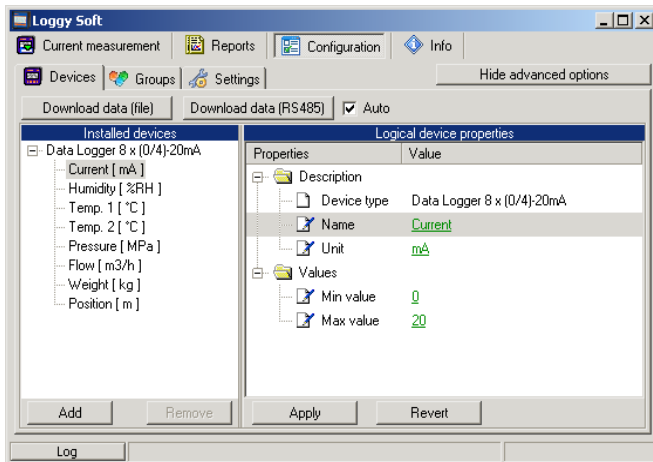 Loggy Soft
Current measurement Reports Configuration Info
Devices Groups Settings Hide advanced options
Download data (file) Download data (RS485) Auto
Installed devices
Data Logger 8 x (0/4)-20mA
Current [ mA ]
Humidity [ %RH ]
Temp. 1 [ °C ]
Temp. 2 [ °C ]
Pressure [ MPa ]
Flow [ m3/h ]
Weight [ kg ]
Position [ m ]
Add Remove
Logical device properties
Properties Value
Description
Device type Data Logger 8 x (0/4)-20mA
Name Current
Unit mA
Values
Min value 0
Max value 20
Apply Revert
Log